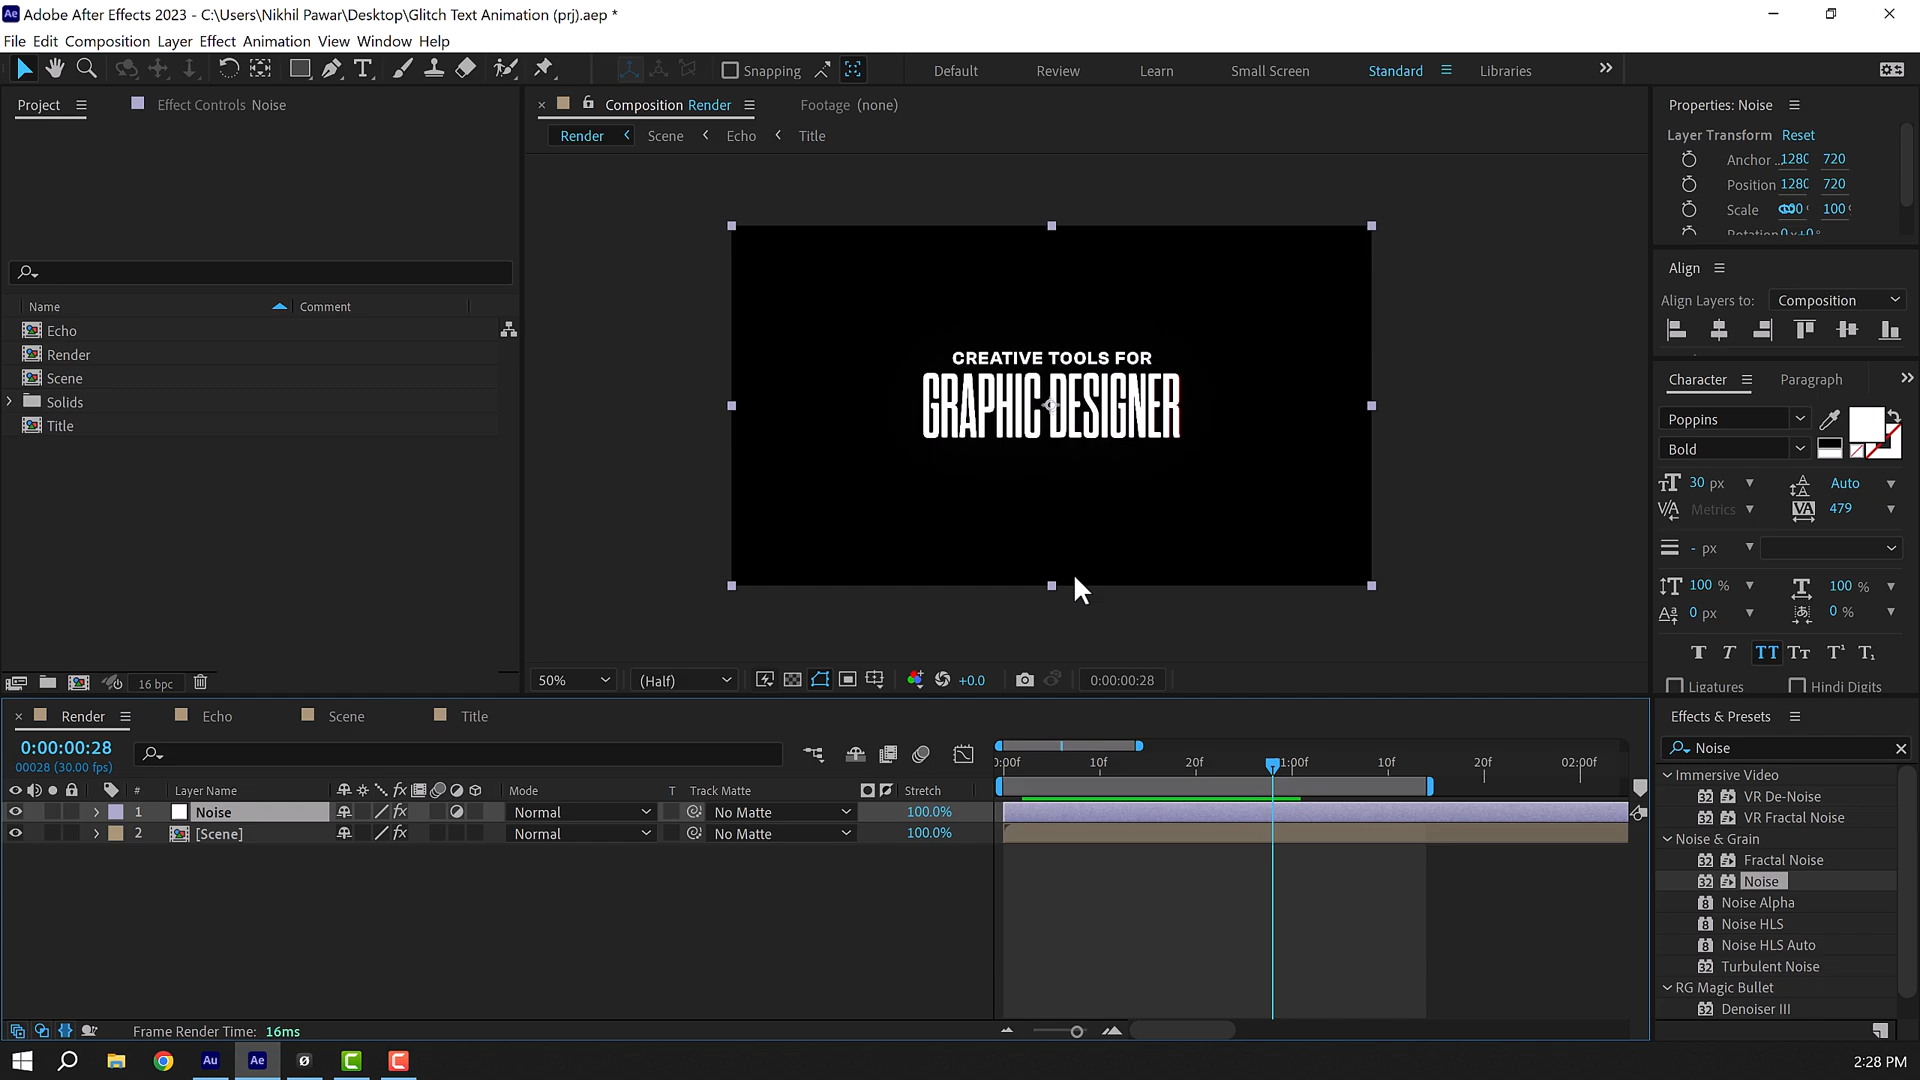 Adobe After Effects 2023 - C:\Users\Nikhil Pawar\Desktop\Glitch Text Animation (prj).aep *
File Edit Composition Layer Effect Animation View Window Help
Snapping
Default Review Learn Small Screen Standard Libraries
Project
Effect Controls Noise
Composition Render
Footage (none)
Render Scene Echo Title
Name Comment
Echo
Render
Scene
Solids
Title
16 bpc
CREATIVE TOOLS FOR
GRAPHIC DESIGNER
50% (Half) +0.0 0:00:00:28
Properties: Noise
Layer Transform Reset
Anchor .. 1280 720
Position 1280 720
Scale 100 100
Rotation 0x+0°
Align
Align Layers to: Composition
Character Paragraph
Poppins
Bold
30 px Auto
Metrics 479
- px
100 % 100 %
0 px 0 %
Ligatures Hindi Digits
Render Echo Scene Title
0:00:00:28
00028 (30.00 fps)
# Layer Name Mode T Track Matte Stretch
1 Noise Normal No Matte 100.0%
2 [Scene] Normal No Matte 100.0%
0:00f 10f 20f 01:00f 10f 20f 02:00f
Frame Render Time: 16ms
Effects & Presets
Noise
Immersive Video
VR De-Noise
VR Fractal Noise
Noise & Grain
Fractal Noise
Noise
Noise Alpha
Noise HLS
Noise HLS Auto
Turbulent Noise
RG Magic Bullet
Denoiser III
Au Ae
2:28 PM